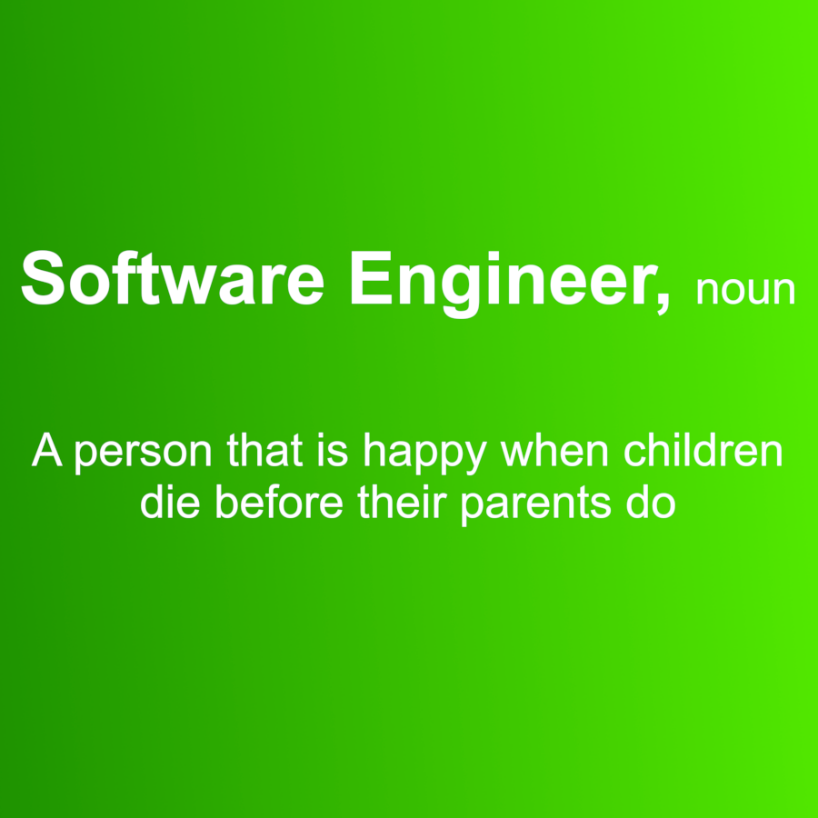 Software Engineer, noun
A person that is happy when children
die before their parents do